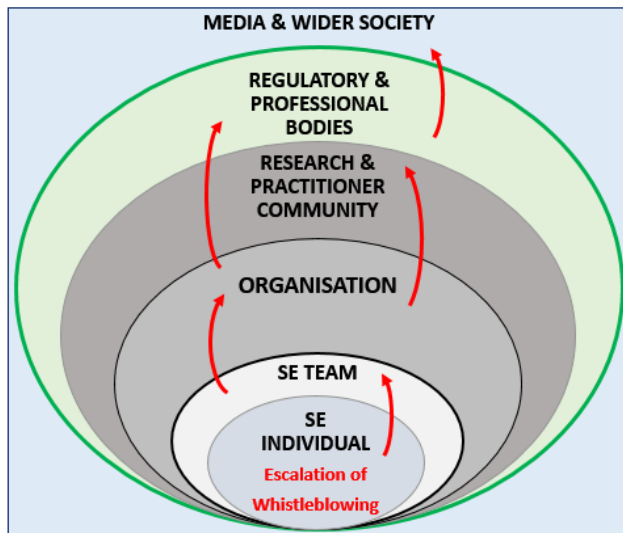 MEDIA & WIDER SOCIETY
REGULATORY &
PROFESSIONAL
BODIES
RESEARCH &
PRACTITIONER
COMMUNITY
ORGANISATION
SE TEAM
SE
INDIVIDUAL
Escalation of
Whistleblowing